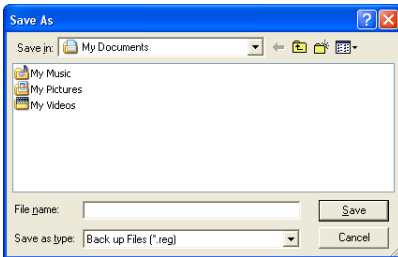 Save As
Save in: My Documents
My Music
My Pictures
My Videos
File name: Save
Save as type: Back up Files (*.reg) Cancel